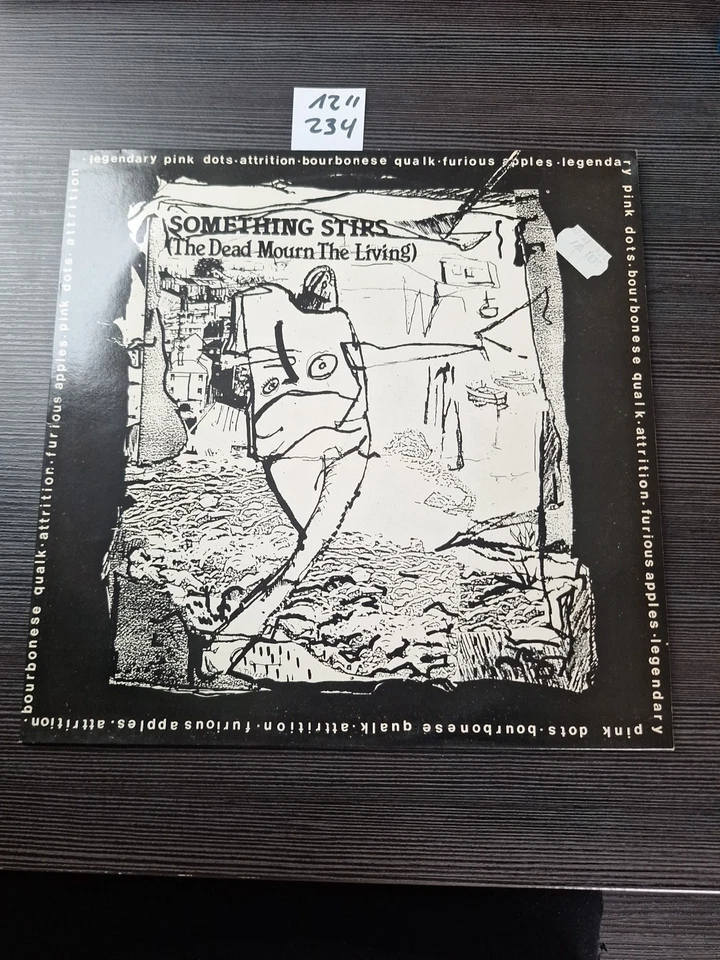 12"
234
·legendary pink dots·attrition·bourbonese qualk·furious apples·legendary pink dots·bourbonese qualk·attrition·furious apples·legendary pink dots·bourbonese qualk·attrition·furious apples·attrition·bourbonese qualk·attrition·furious apples·pink dots·attrition
SOMETHING STIRS
(The Dead Mourn The Living)